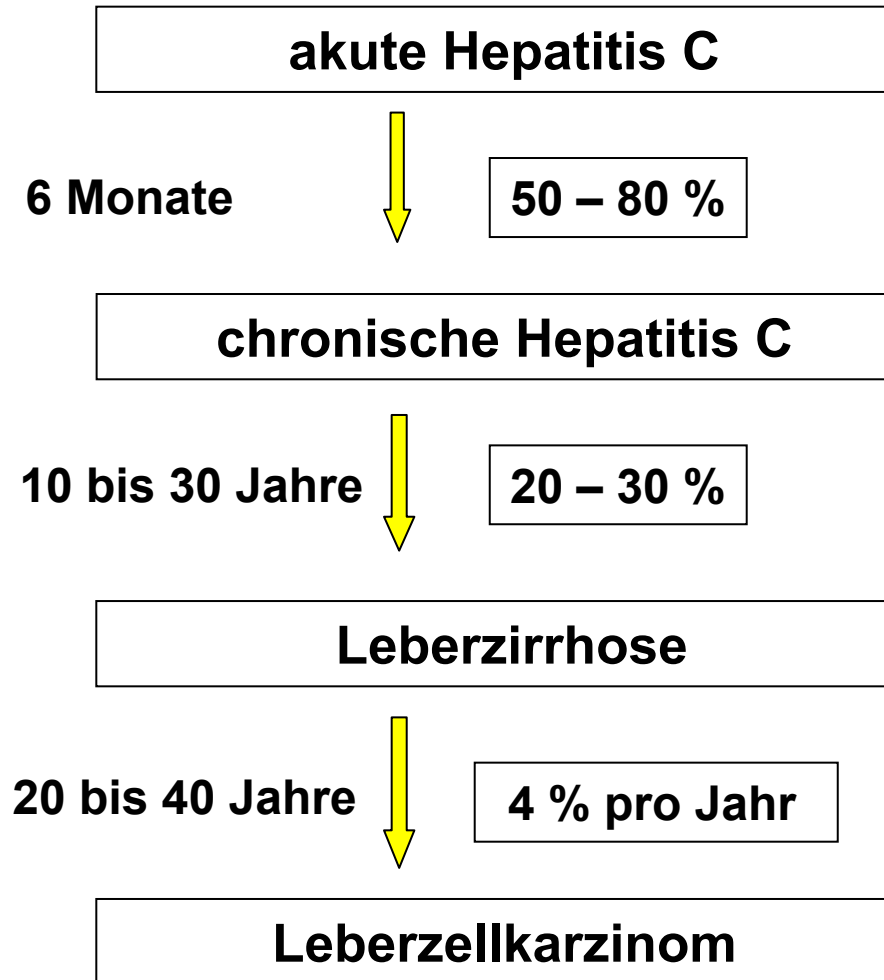 akute Hepatitis C
6 Monate
50 – 80 %
chronische Hepatitis C
10 bis 30 Jahre
20 – 30 %
Leberzirrhose
20 bis 40 Jahre
4 % pro Jahr
Leberzellkarzinom